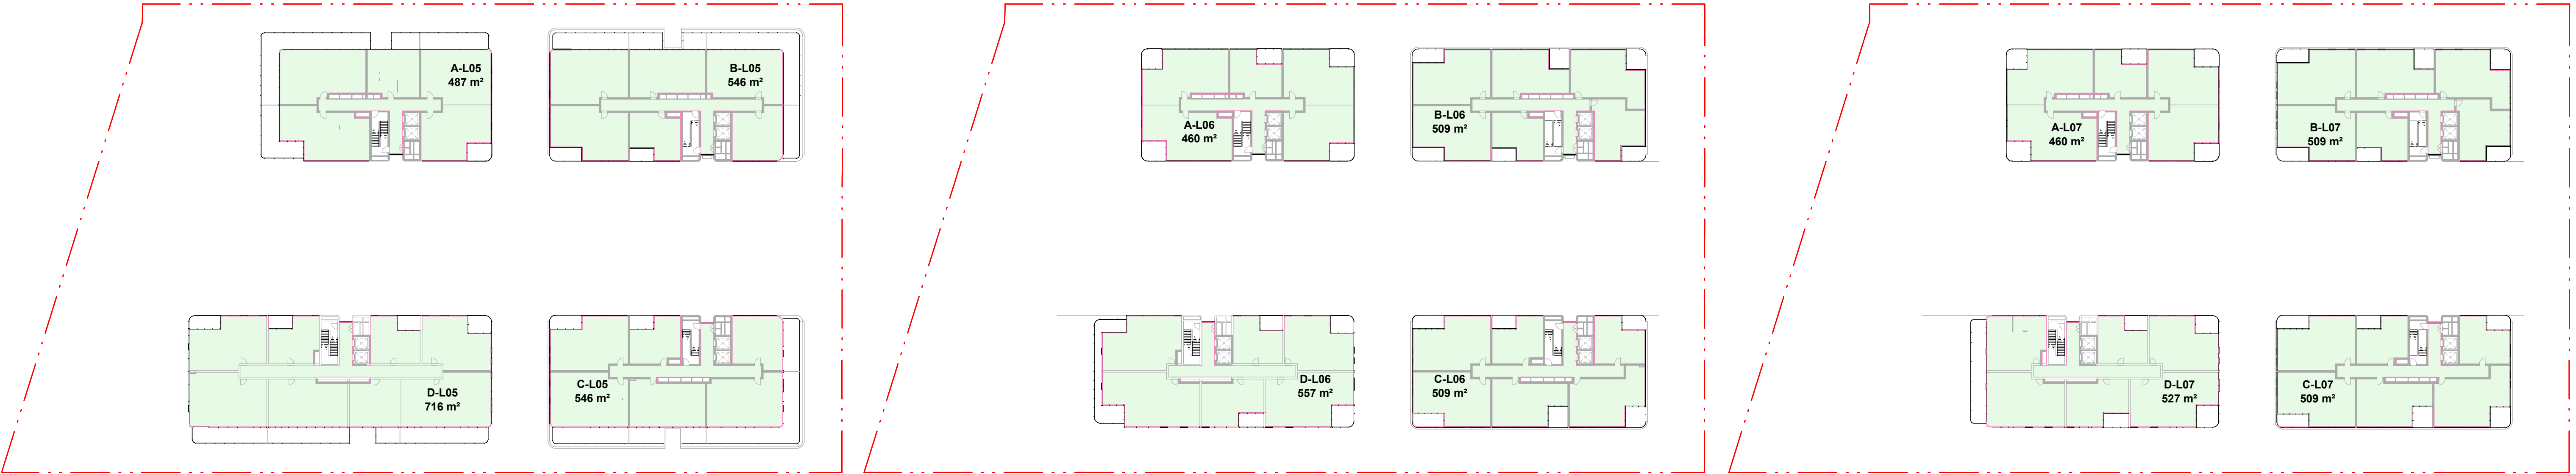 A-L05
487 m²
B-L05
546 m²
D-L05
716 m²
C-L05
546 m²
A-L06
460 m²
B-L06
509 m²
D-L06
557 m²
C-L06
509 m²
A-L07
460 m²
B-L07
509 m²
D-L07
527 m²
C-L07
509 m²